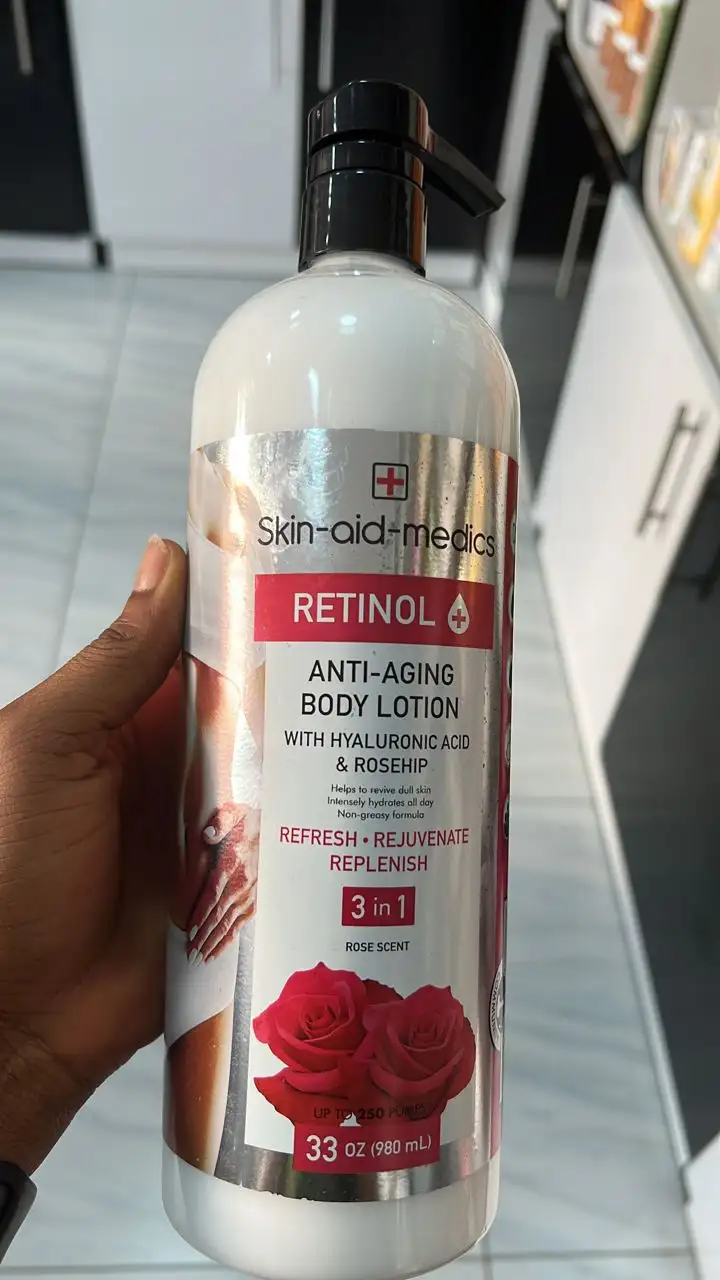 Skin-aid-medics
RETINOL
ANTI-AGING
BODY LOTION
WITH HYALURONIC ACID
& ROSEHIP
Helps to revive dull skin
Intensely hydrates all day
Non-greasy formula
REFRESH • REJUVENATE
REPLENISH
3 in 1
ROSE SCENT
UP TO 250 PUMPS
33 OZ (980 mL)